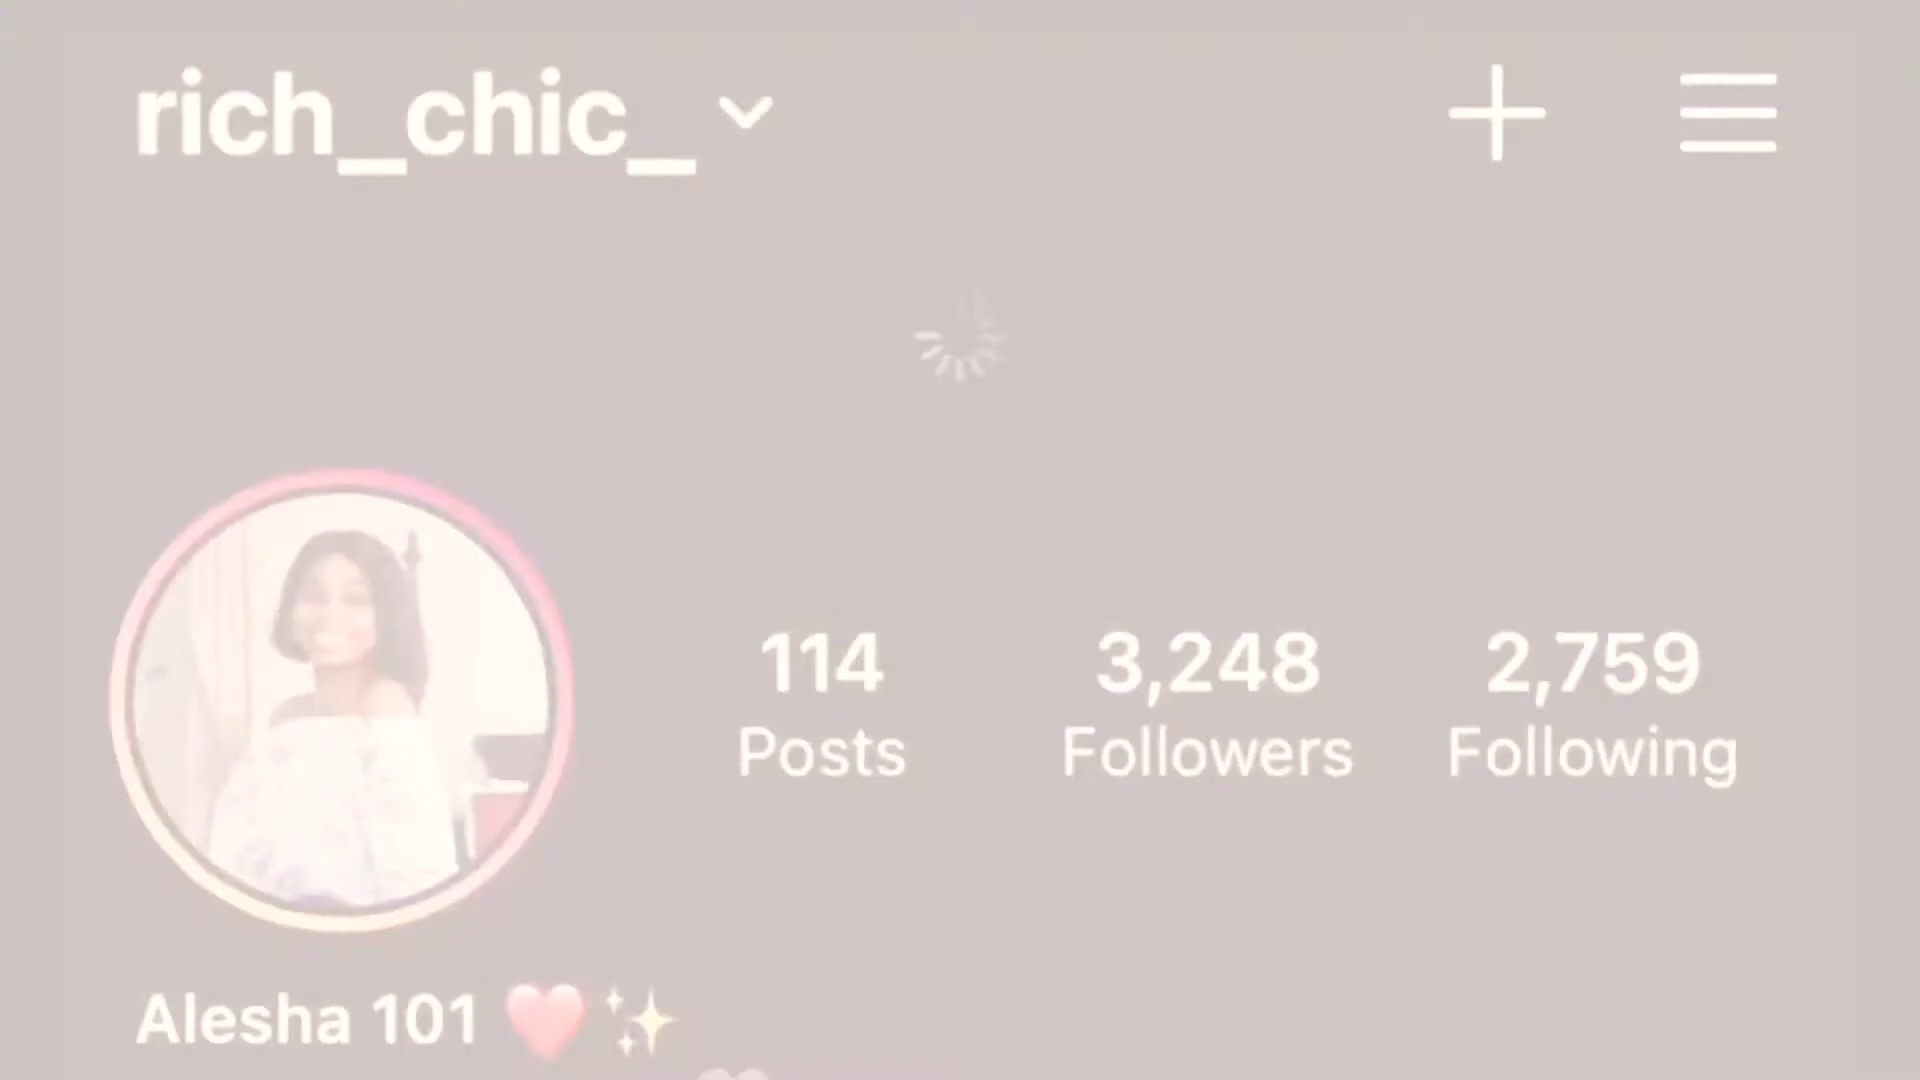 rich_chic_
114 3,248 2,759
Posts Followers Following
Alesha 101 ❤️✨